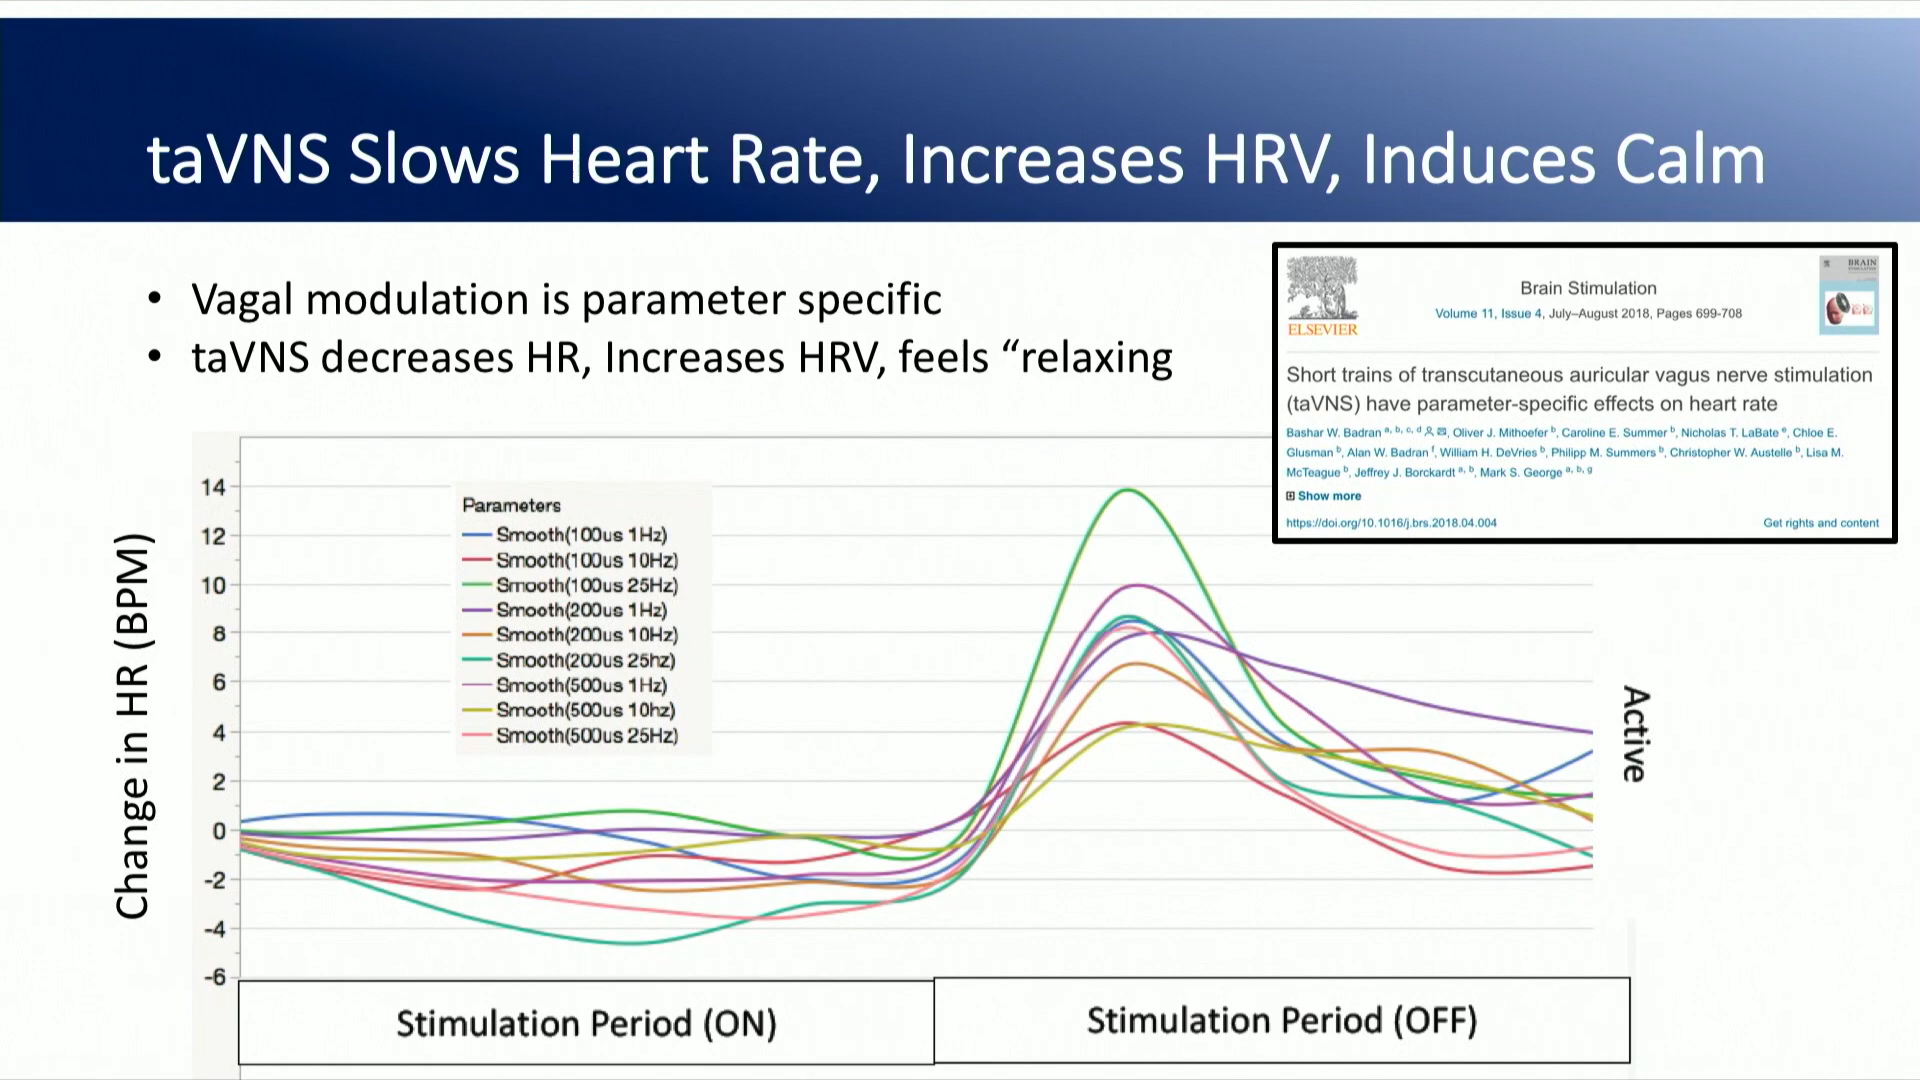 taVNS Slows Heart Rate, Increases HRV, Induces Calm
• Vagal modulation is parameter specific
• taVNS decreases HR, Increases HRV, feels “relaxing
ELSEVIER
Brain Stimulation
Volume 11, Issue 4, July–August 2018, Pages 699-708
BRAIN
Short trains of transcutaneous auricular vagus nerve stimulation
(taVNS) have parameter-specific effects on heart rate
Bashar W. Badran a, b, c, d, Oliver J. Mithoefer b, Caroline E. Summer b, Nicholas T. LaBate e, Chloe E.
Glusman b, Alan W. Badran f, William H. DeVries b, Philipp M. Summers b, Christopher W. Austelle b, Lisa M.
McTeague b, Jeffrey J. Borckardt a, b, Mark S. George a, b, g
Show more
https://doi.org/10.1016/j.brs.2018.04.004
Get rights and content
Change in HR (BPM)
14
12
10
8
6
4
2
0
-2
-4
-6
Parameters
Smooth(100us 1Hz)
Smooth(100us 10Hz)
Smooth(100us 25Hz)
Smooth(200us 1Hz)
Smooth(200us 10Hz)
Smooth(200us 25hz)
Smooth(500us 1Hz)
Smooth(500us 10hz)
Smooth(500us 25Hz)
Active
Stimulation Period (ON)
Stimulation Period (OFF)